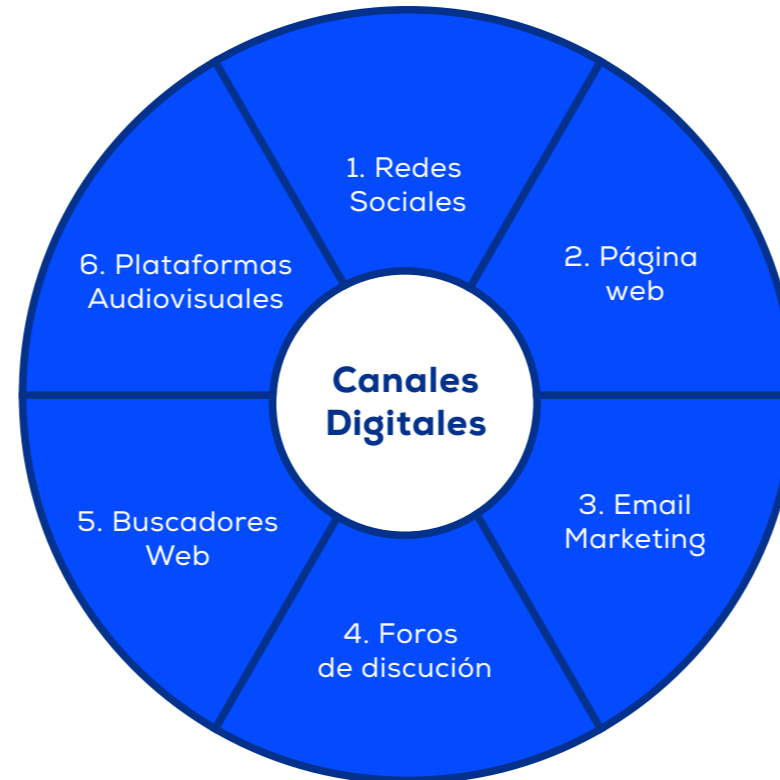 Canales
Digitales
1. Redes
Sociales
2. Página
web
3. Email
Marketing
4. Foros
de discución
5. Buscadores
Web
6. Plataformas
Audiovisuales